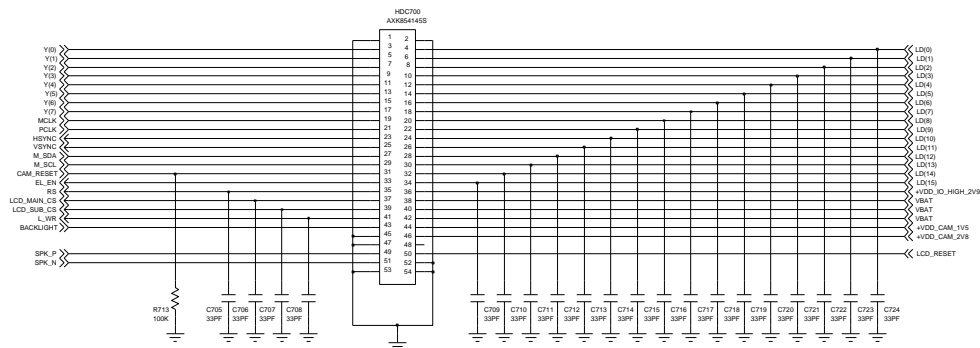 HDC700
AXK854145S
1 2
3 4
5 6
7 8
9 10
11 12
13 14
15 16
17 18
19 20
21 22
23 24
25 26
27 28
29 30
31 32
33 34
35 36
37 38
39 40
41 42
43 44
45 46
47 48
49 50
51 52
53 54
Y(0)
Y(1)
Y(2)
Y(3)
Y(4)
Y(5)
Y(6)
Y(7)
MCLK
PCLK
HSYNC
VSYNC
M_SDA
M_SCL
CAM_RESET
EL_EN
RS
LCD_MAIN_CS
LCD_SUB_CS
L_WR
BACKLIGHT
SPK_P
SPK_N
LD(0)
LD(1)
LD(2)
LD(3)
LD(4)
LD(5)
LD(6)
LD(7)
LD(8)
LD(9)
LD(10)
LD(11)
LD(12)
LD(13)
LD(14)
LD(15)
+VDD_IO_HIGH_2V9
VBAT
VBAT
VBAT
+VDD_CAM_1V5
+VDD_CAM_2V8
LCD_RESET
R713 C705 C706 C707 C708 C709 C710 C711 C712 C713 C714 C715 C716 C717 C718 C719 C720 C721 C722 C723 C724
100K 33PF 33PF 33PF 33PF 33PF 33PF 33PF 33PF 33PF 33PF 33PF 33PF 33PF 33PF 33PF 33PF 33PF 33PF 33PF 33PF